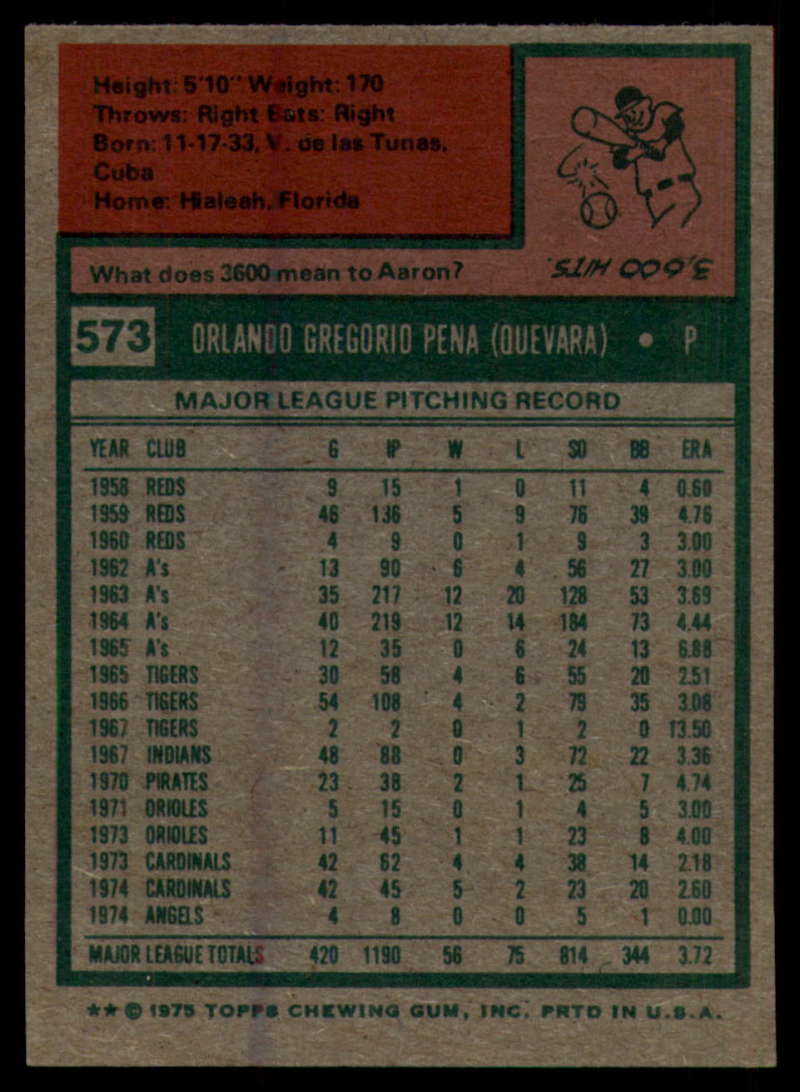 Height: 5'10" Weight: 170
Throws: Right Bats: Right
Born: 11-17-33, V. de las Tunas,
Cuba
Home: Hialeah, Florida
What does 3600 mean to Aaron?
3,600 HITS.
573 ORLANDO GREGORIO PENA (QUEVARA) • P
MAJOR LEAGUE PITCHING RECORD
YEAR CLUB G IP W L SO BB ERA
1958 REDS 9 15 1 0 11 4 0.60
1959 REDS 46 136 5 9 76 39 4.76
1960 REDS 4 9 0 1 9 3 3.00
1962 A's 13 90 6 4 56 27 3.00
1963 A's 35 217 12 20 128 53 3.69
1964 A's 40 219 12 14 184 73 4.44
1965 A's 12 35 0 6 24 13 6.88
1965 TIGERS 30 58 4 6 55 20 2.51
1966 TIGERS 54 108 4 2 79 35 3.08
1967 TIGERS 2 2 0 1 2 0 13.50
1967 INDIANS 48 88 0 3 72 22 3.36
1970 PIRATES 23 38 2 1 25 7 4.74
1971 ORIOLES 5 15 0 1 4 5 3.00
1973 ORIOLES 11 45 1 1 23 8 4.00
1973 CARDINALS 42 62 4 4 38 14 2.18
1974 CARDINALS 42 45 5 2 23 20 2.60
1974 ANGELS 4 8 0 0 5 1 0.00
MAJOR LEAGUE TOTALS 420 1190 56 75 814 344 3.72
★★ © 1975 TOPPS CHEWING GUM, INC. PRTD IN U.S.A.